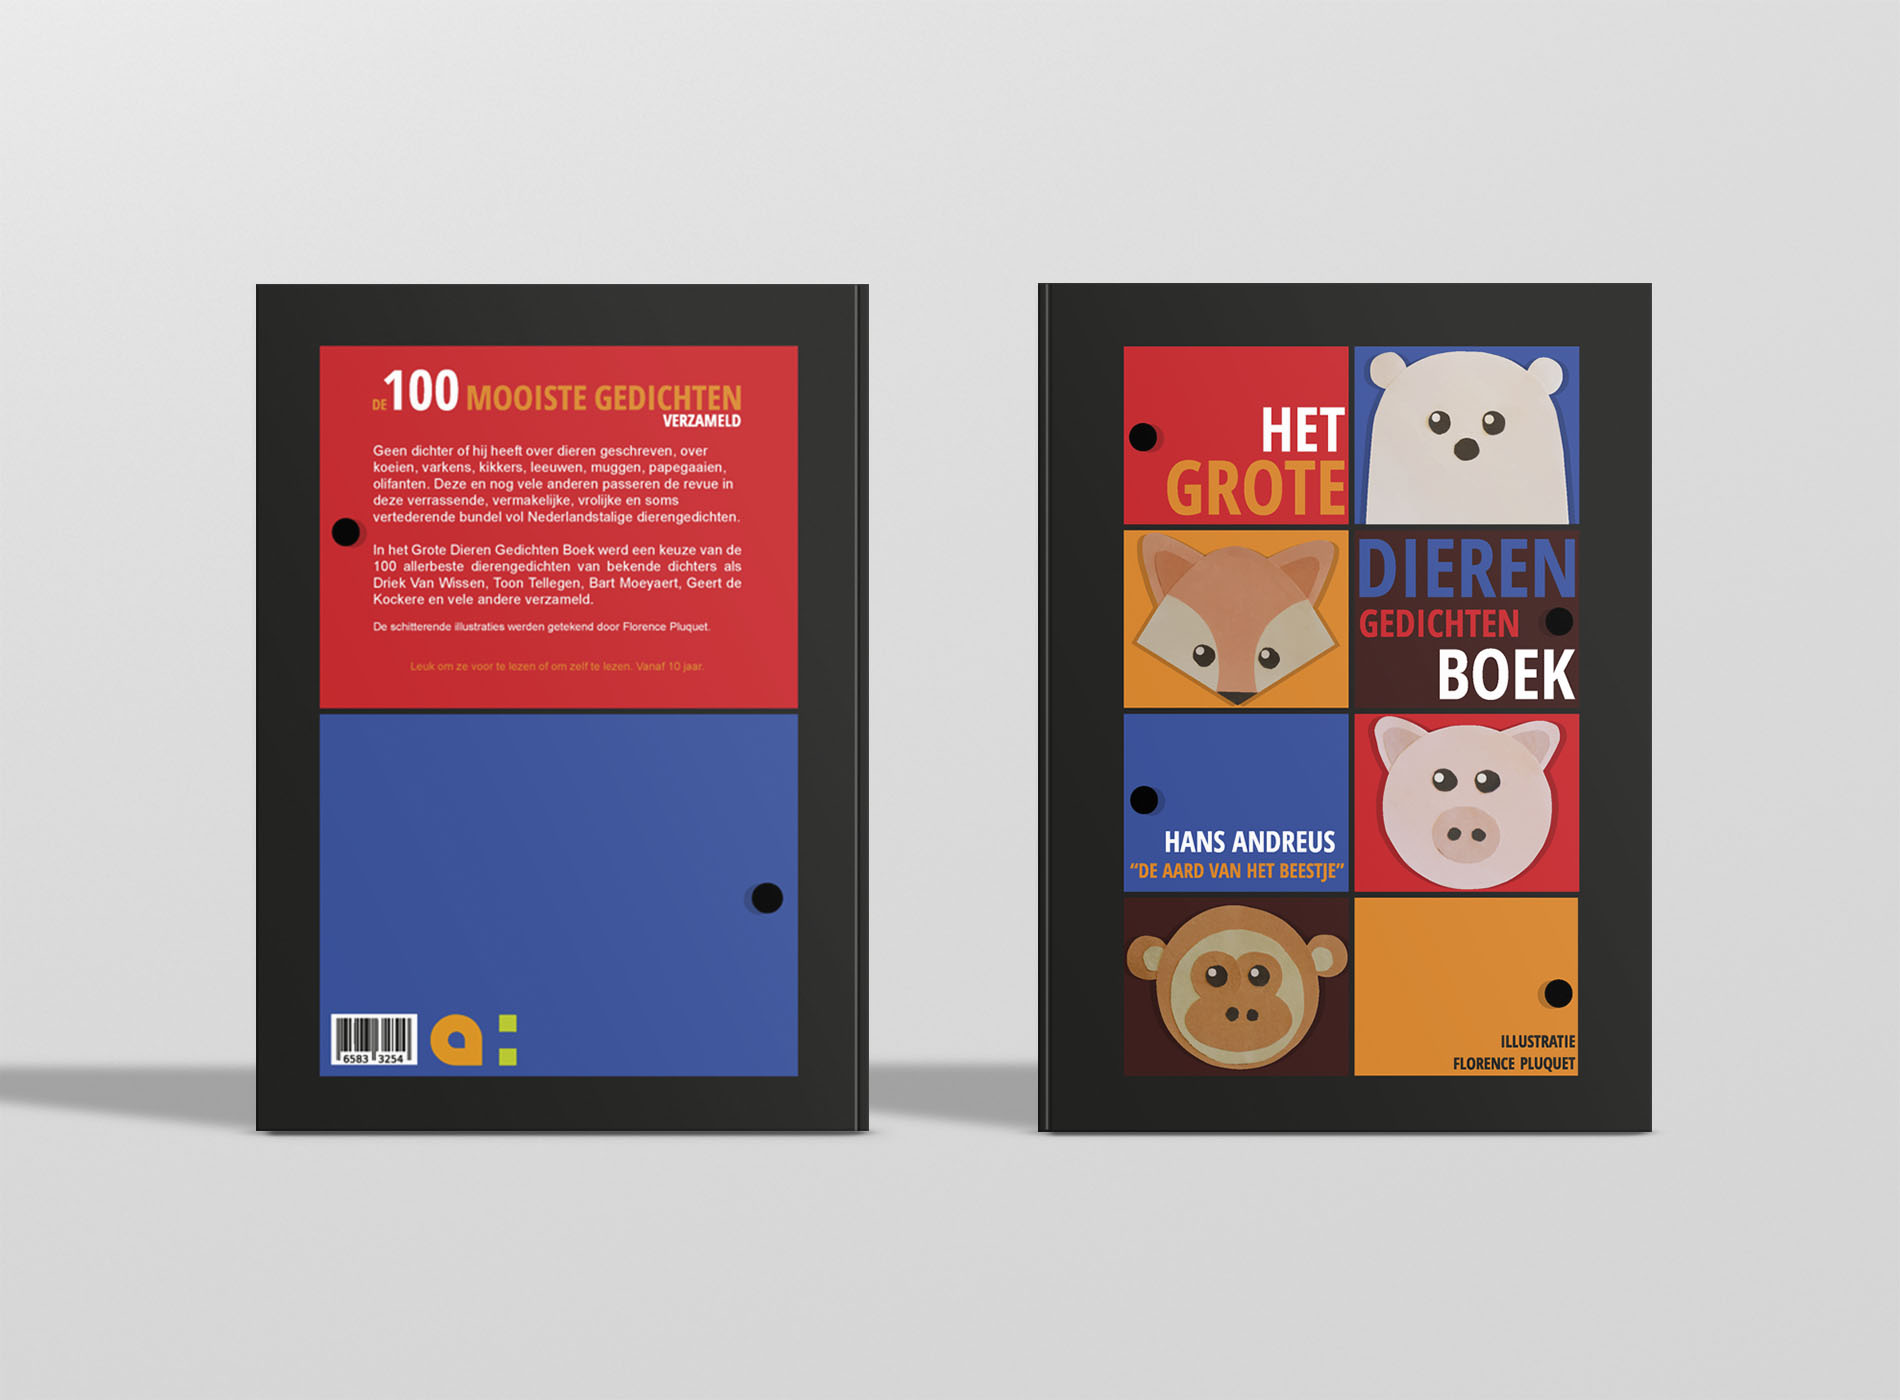 DE 100 MOOISTE GEDICHTEN
VERZAMELD
Geen dichter of hij heeft over dieren geschreven, over
koeien, varkens, kikkers, leeuwen, muggen, papegaaien,
olifanten. Deze en nog vele anderen passeren de revue in
deze verrassende, vermakelijke, vrolijke en soms
vertederende bundel vol Nederlandstalige dierengedichten.
In het Grote Dieren Gedichten Boek werd een keuze van de
100 allerbeste dierengedichten van bekende dichters als
Driek Van Wissen, Toon Tellegen, Bart Moeyaert, Geert de
Kockere en vele andere verzameld.
De schitterende illustraties werden getekend door Florence Pluquet.
Leuk om ze voor te lezen of om zelf te lezen. Vanaf 10 jaar.
6583 3254
a:
HET
GROTE
DIEREN
GEDICHTEN
BOEK
HANS ANDREUS
“DE AARD VAN HET BEESTJE”
ILLUSTRATIE
FLORENCE PLUQUET